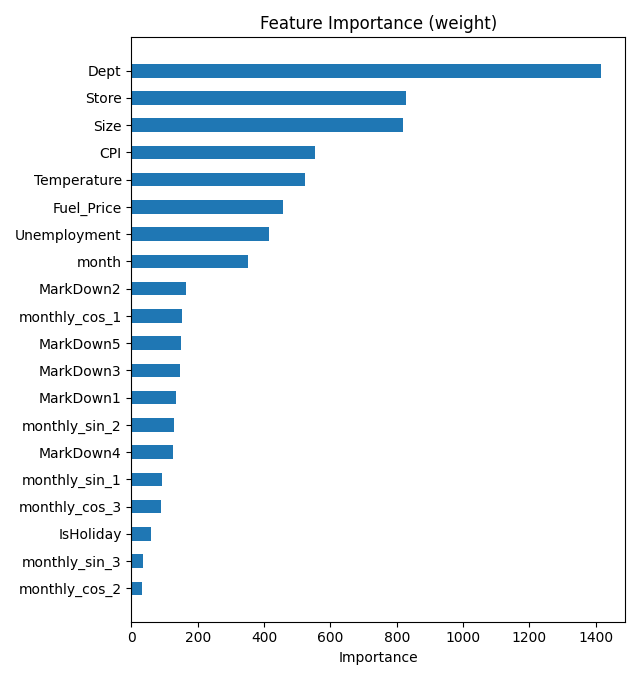 Feature Importance (weight)
Dept
Store
Size
CPI
Temperature
Fuel_Price
Unemployment
month
MarkDown2
monthly_cos_1
MarkDown5
MarkDown3
MarkDown1
monthly_sin_2
MarkDown4
monthly_sin_1
monthly_cos_3
IsHoliday
monthly_sin_3
monthly_cos_2
0 200 400 600 800 1000 1200 1400
Importance